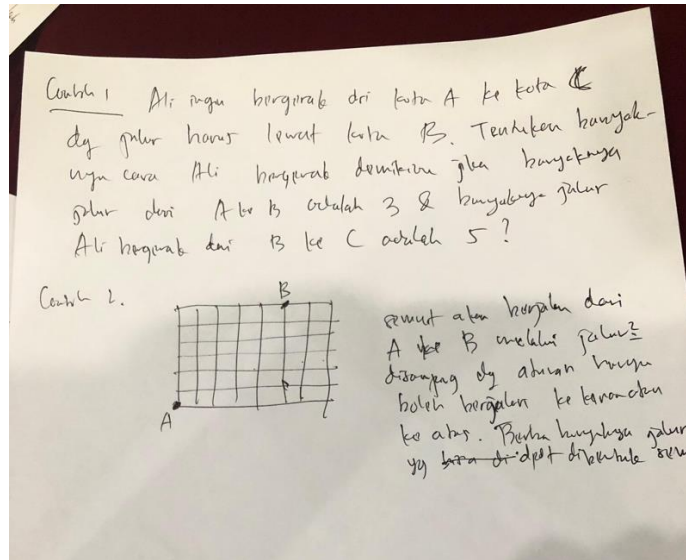 Contoh 1 Ali ingin bergerak dri kota A ke kota C
dg jalur harus lewat kota B. Tentukan banyak-
nya cara Ali bergerak demikian jika banyaknya
jalur dari A ke B adalah 3 & banyaknya jalur
Ali bergerak dari B ke C adalah 5 ?
Contoh 2.
B
A
semut akan berjalan dari
A ke B melalui jalur2
disamping dg aturan hanya
boleh berjalan ke kanan atau
ke atas. Berapa banyaknya jalur
yg dpt dibentuk